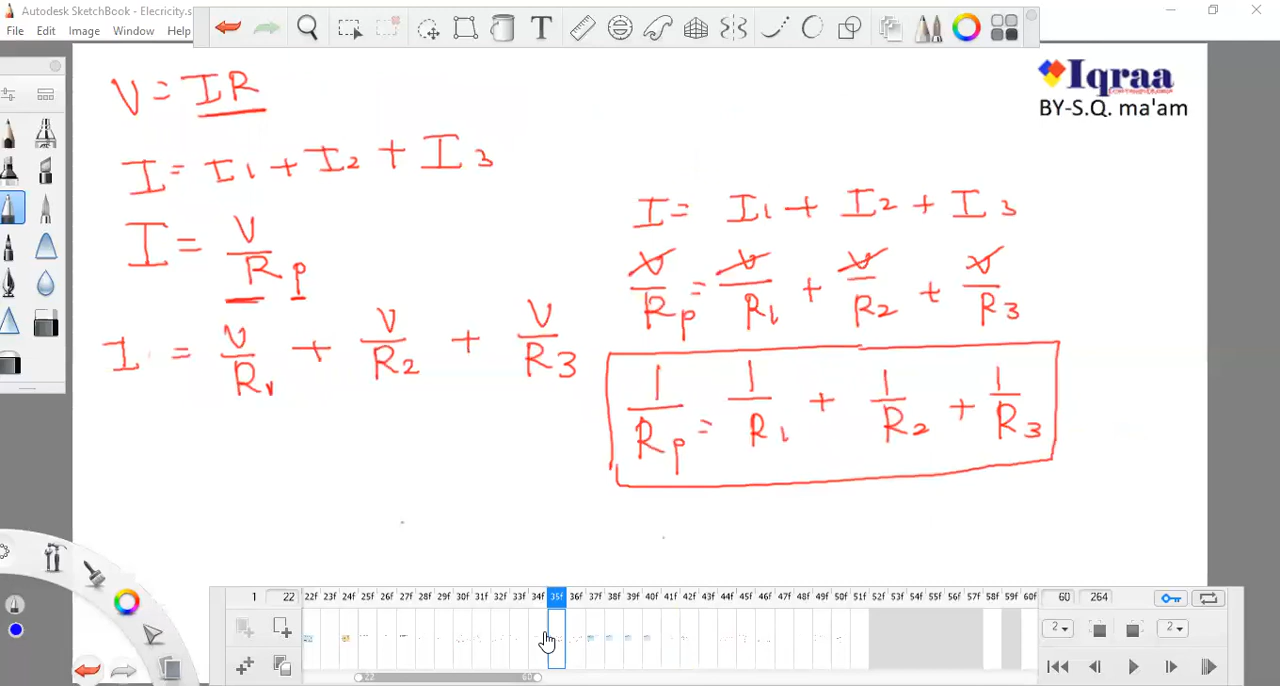 Autodesk SketchBook - Elecricity.s
File Edit Image Window Help
Iqraa
BY-S.Q. ma'am
V = IR
I = I1 + I2 + I3
I = V/Rp
I = V/R1 + V/R2 + V/R3
I = I1 + I2 + I3
V/Rp = V/R1 + V/R2 + V/R3
1/Rp = 1/R1 + 1/R2 + 1/R3
1 22 22f 23f 24f 25f 26f 27f 28f 29f 30f 31f 32f 33f 34f 35f 36f 37f 38f 39f 40f 41f 42f 43f 44f 45f 46f 47f 48f 49f 50f 51f 52f 53f 54f 55f 56f 57f 58f 59f 60f 60 264
2 2
22 60